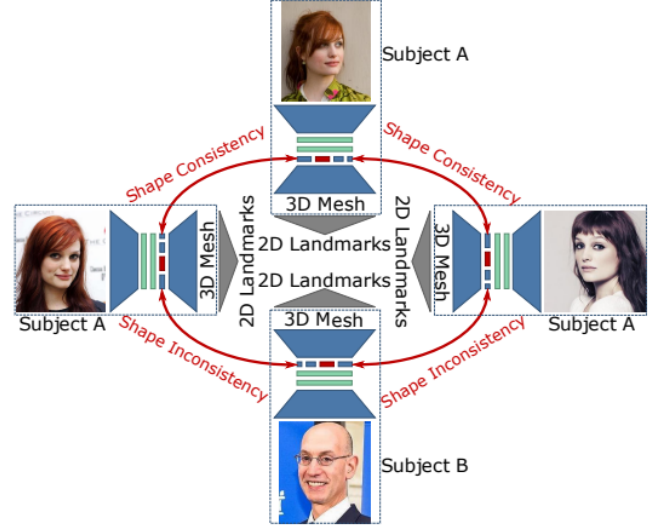 Subject A
Shape Consistency
Shape Consistency
3D Mesh
2D Landmarks
3D Mesh
2D Landmarks
2D Landmarks
3D Mesh
2D Landmarks
3D Mesh
Subject A
Subject A
Shape Inconsistency
Shape Inconsistency
Subject B